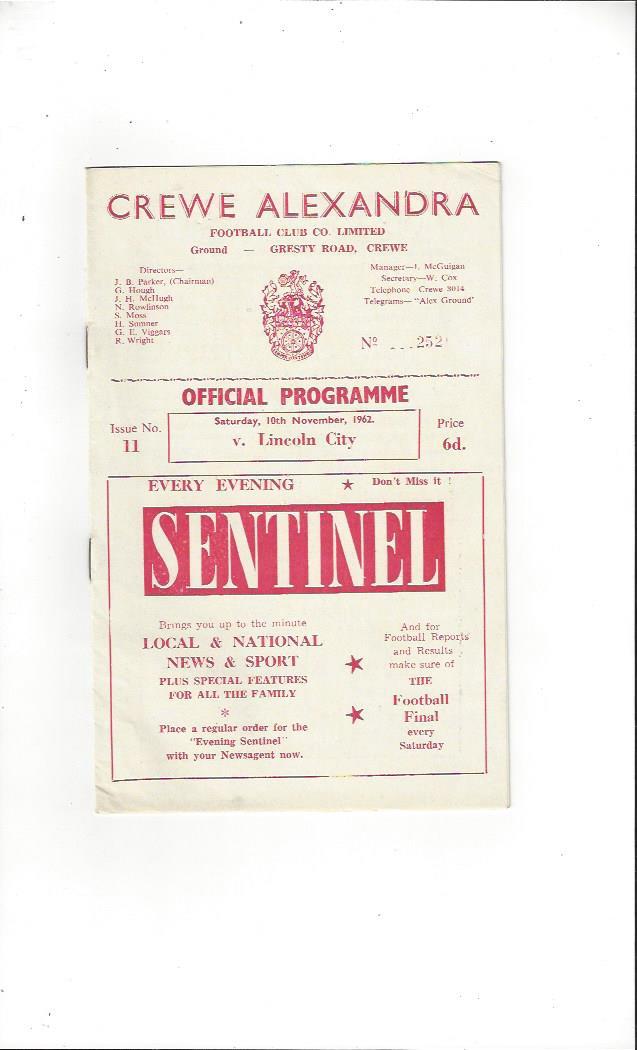 CREWE ALEXANDRA
FOOTBALL CLUB CO. LIMITED
Ground — GRESTY ROAD, CREWE
Directors—
J. B. Parker, (Chairman)
G. Hough
J. H. McHugh
N. Rowlinson
S. Moss
H. Sumner
G. E. Viggars
R. Wright
Manager—J. McGuigan
Secretary—W. Cox
Telephone Crewe 3014
Telegrams— "Alex Ground"
Nº 252
OFFICIAL PROGRAMME
Issue No.
11
Saturday, 10th November, 1962.
v. Lincoln City
Price
6d.
EVERY EVENING ★ Don't Miss it !
SENTINEL
Brings you up to the minute
LOCAL & NATIONAL
NEWS & SPORT
PLUS SPECIAL FEATURES
FOR ALL THE FAMILY
*
Place a regular order for the
"Evening Sentinel"
with your Newsagent now.
And for
Football Reports
and Results
make sure of
THE
Football
Final
every
Saturday